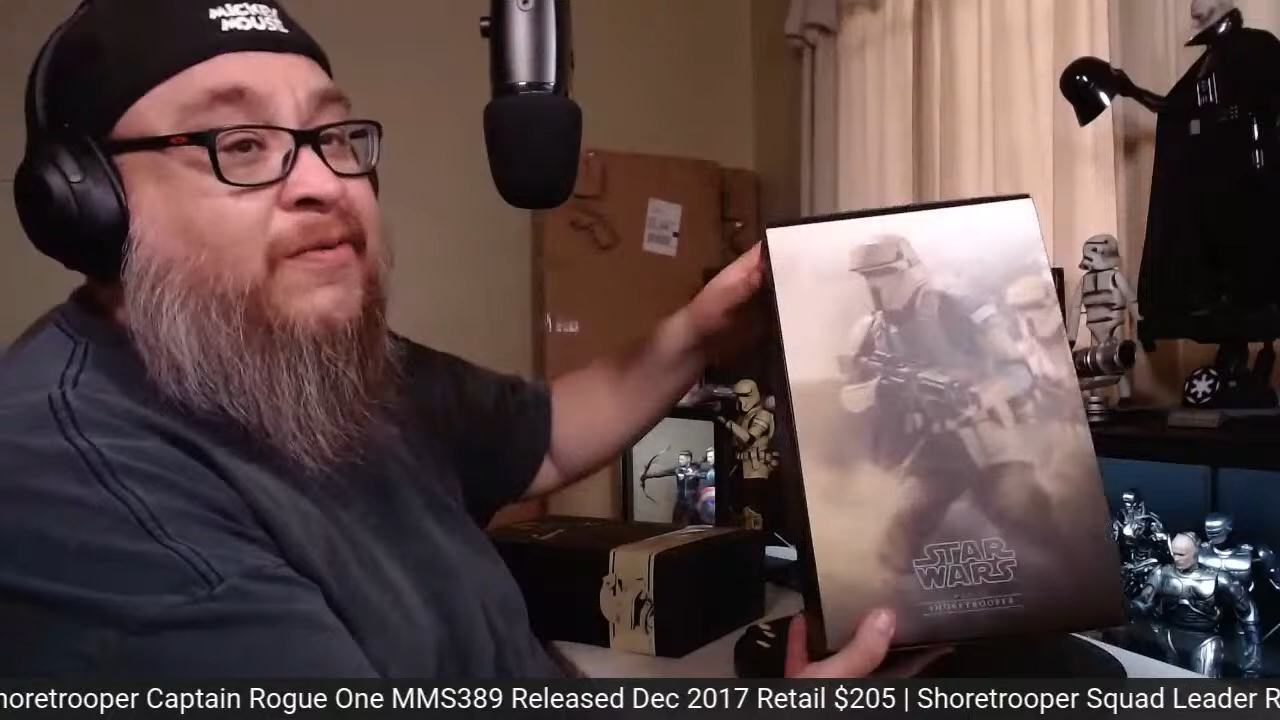 MICKEY
MOUSE
STAR
WARS
SHORETROOPER
horetrooper Captain Rogue One MMS389 Released Dec 2017 Retail $205 | Shoretrooper Squad Leader R